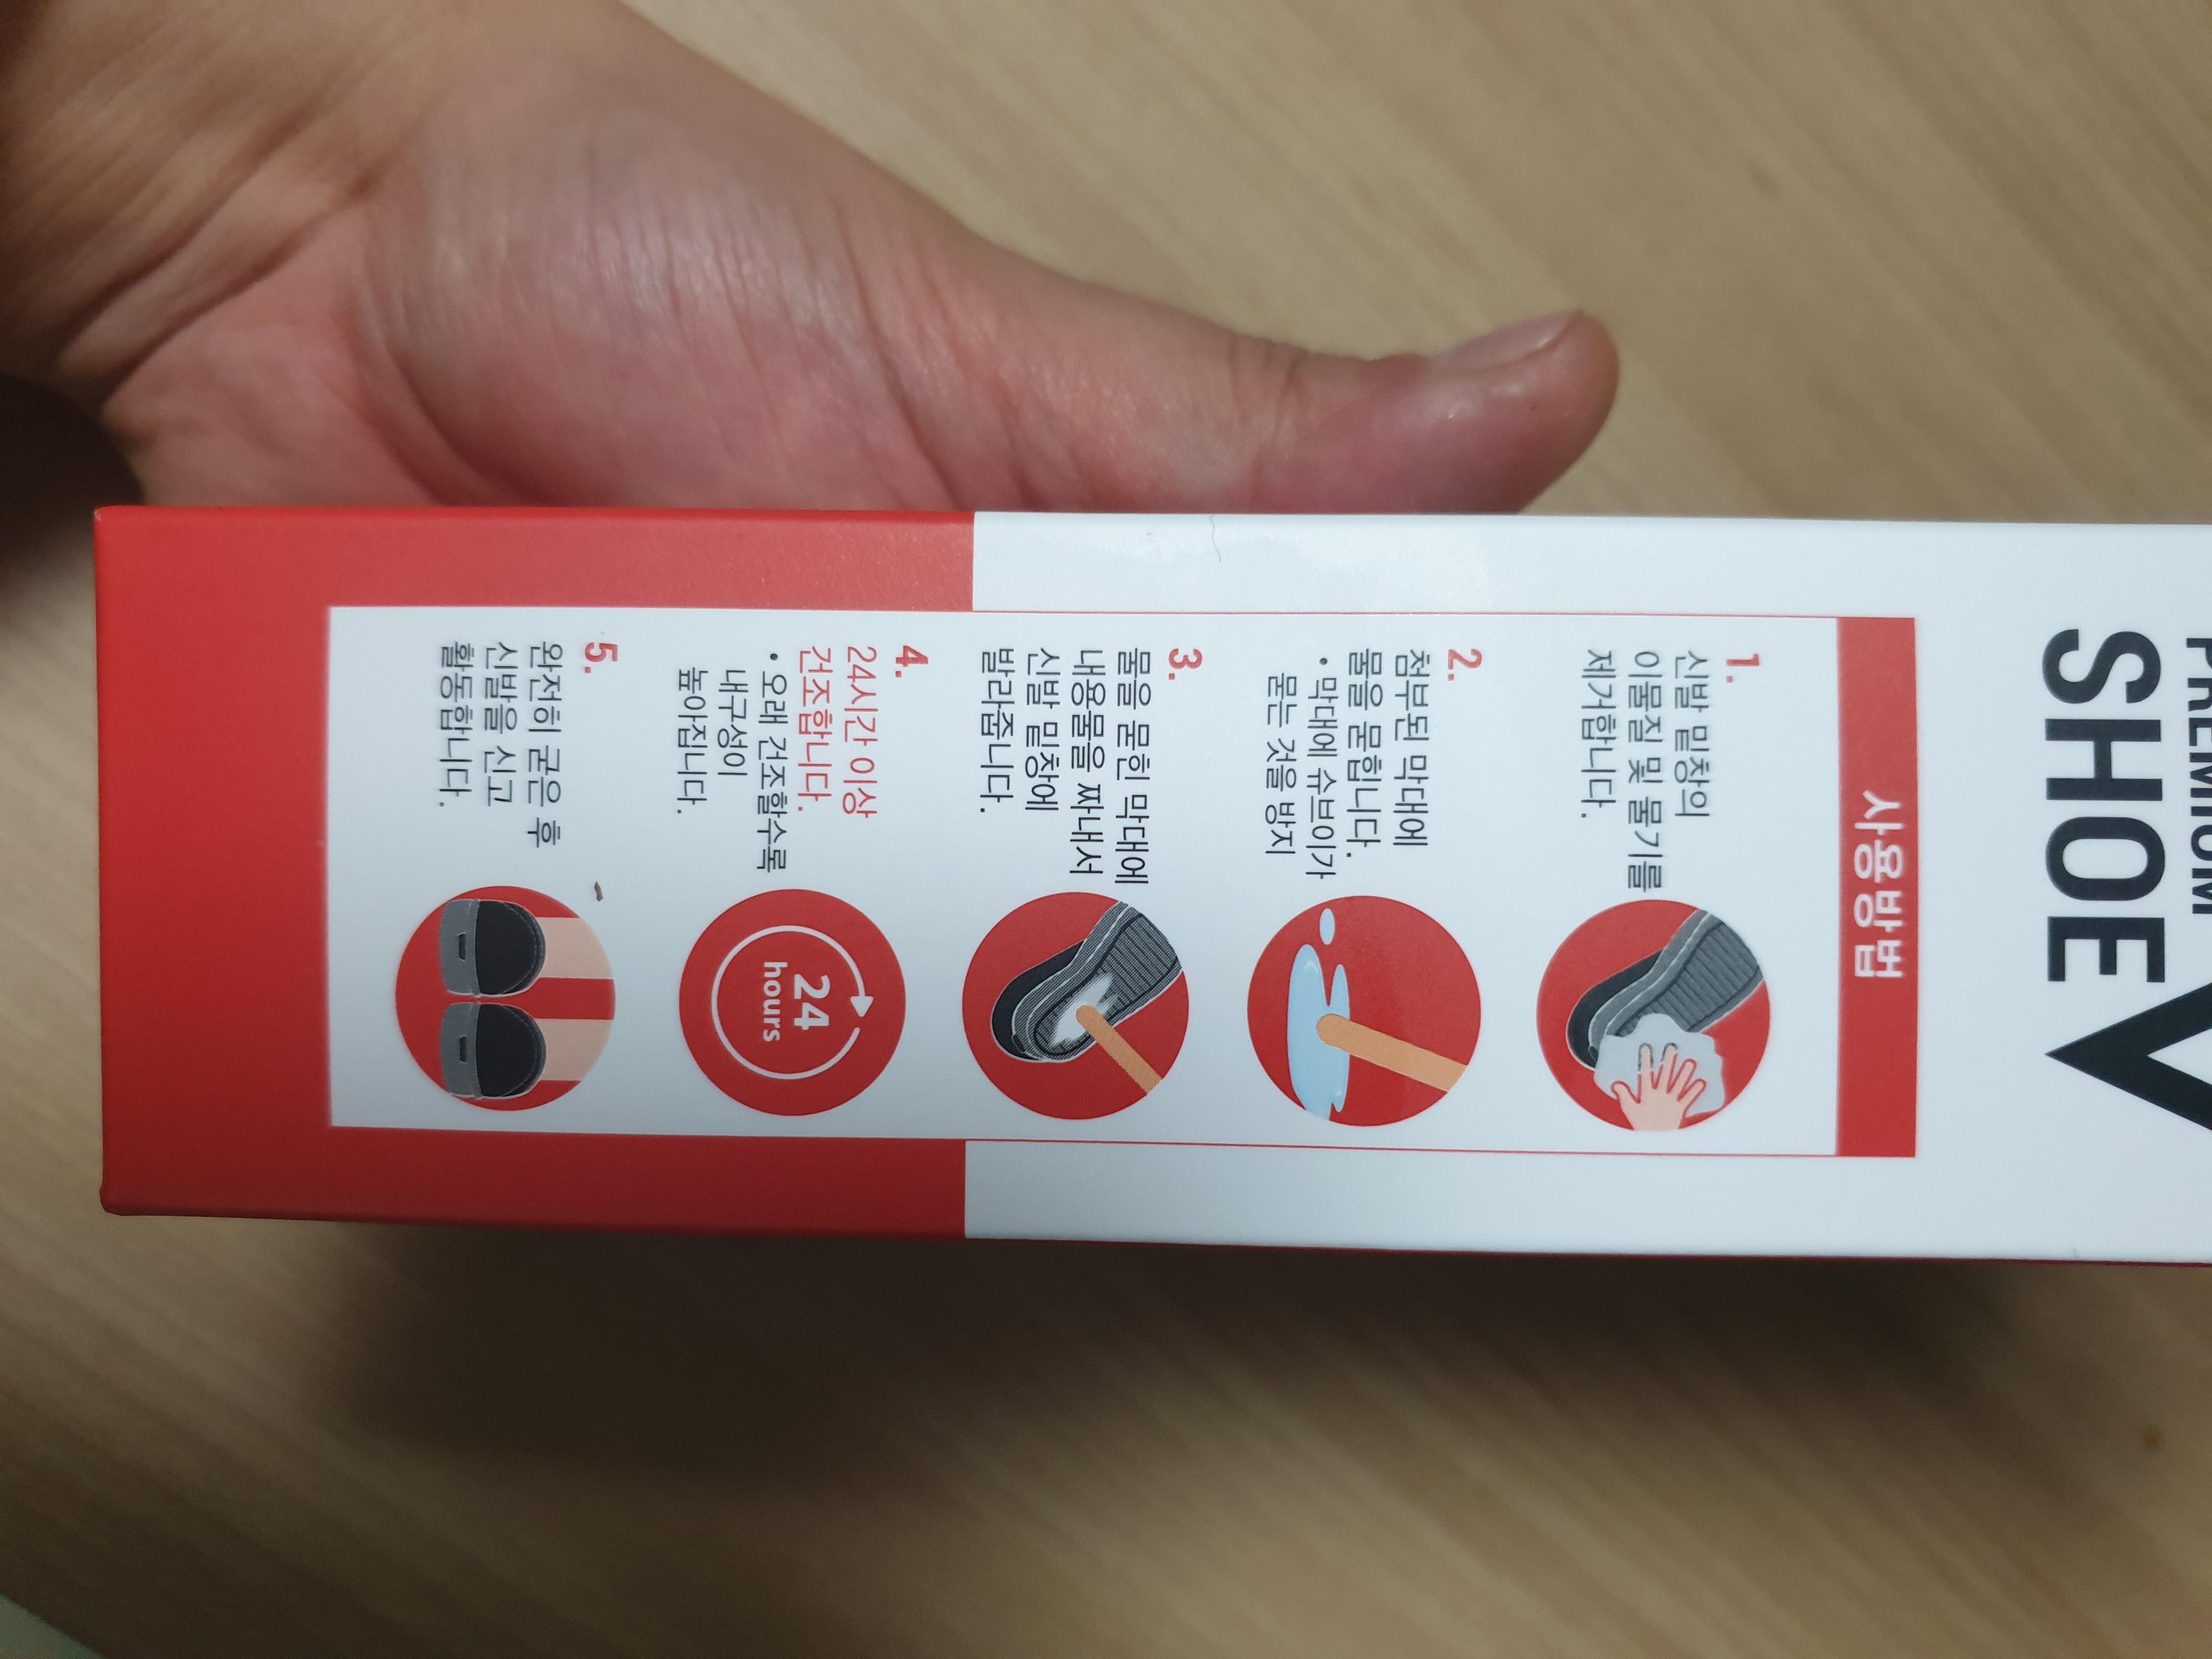 PREMIUM
SHOE
사용방법
1.
신발 밑창의
이물질 및 물기를
제거합니다.
2.
첨부된 막대에
물을 묻힙니다.
• 막대에 슈브이가
묻는 것을 방지
3.
물을 묻힌 막대에
내용물을 짜내서
신발 밑창에
발라줍니다.
4.
24시간 이상
건조합니다.
• 오래 건조할수록
내구성이
높아집니다.
24
hours
5.
완전히 굳은 후
신발을 신고
활동합니다.